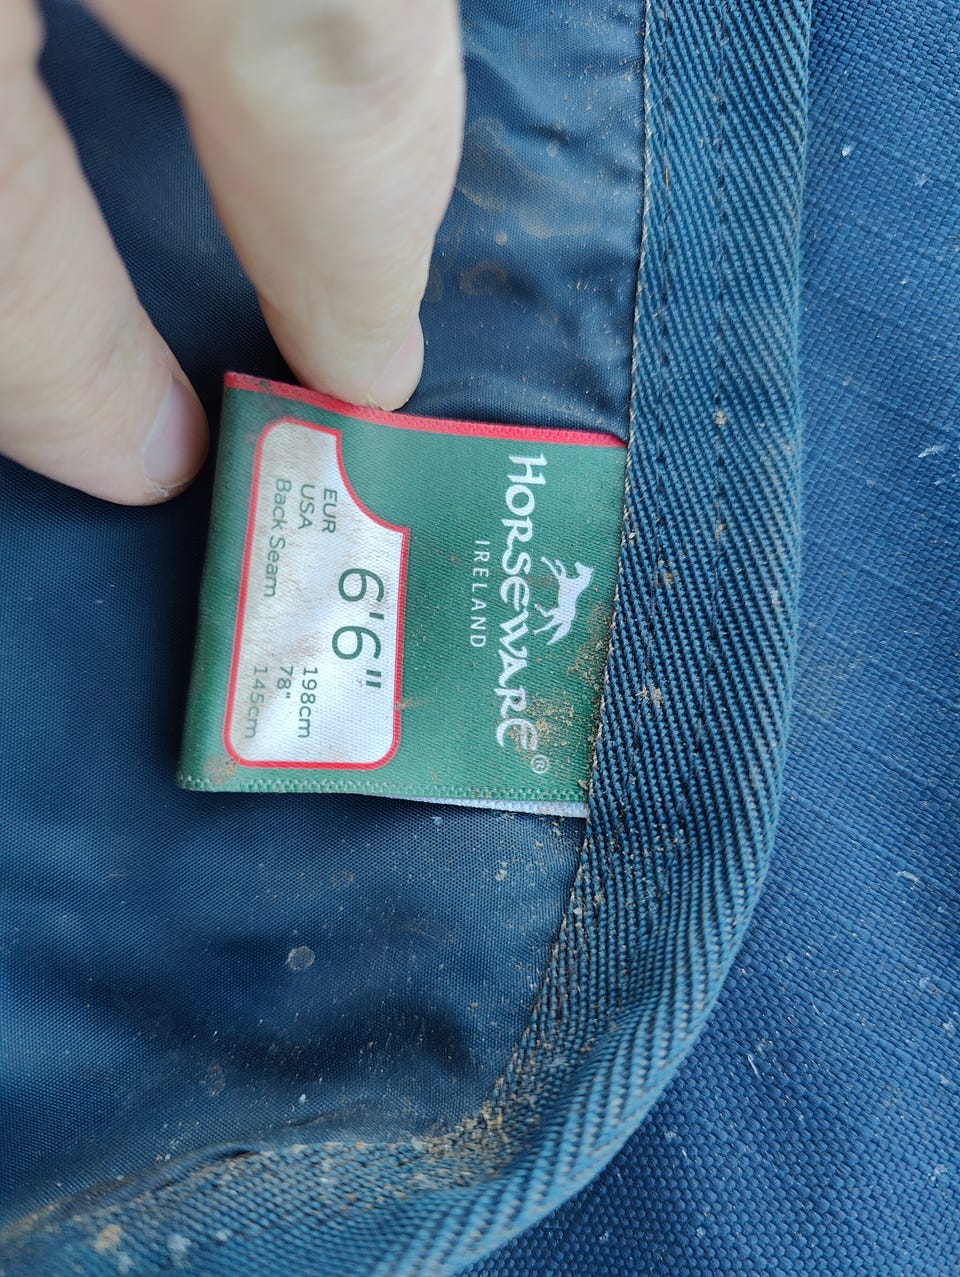 HORSEWARE®
IRELAND
6'6"
EUR 198cm
USA 78"
Back Seam 145cm